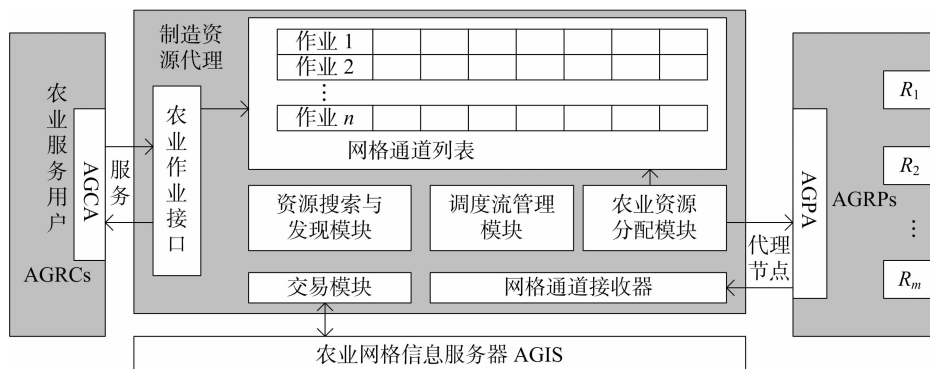 制造资
源代理
作业 1
作业 2
⋮
作业 n
网格通道列表
农业服务用户
AGCA
AGRCs
服务
农业作业接口
资源搜索与
发现模块
调度流管理
模块
农业资源
分配模块
交易模块
网格通道接收器
代理
节点
AGPA
AGRPs
R1
R2
⋮
Rm
农业网格信息服务器 AGIS